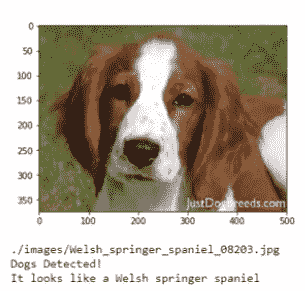 0
50
100
150
200
250
300
350
0 100 200 300 400 500
JustDogBreeds.com
./images/Welsh_springer_spaniel_08203.jpg
Dogs Detected!
It looks like a Welsh springer spaniel